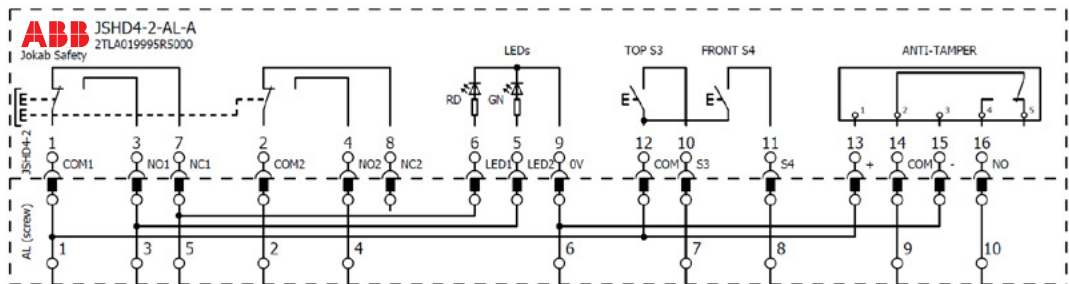 ABB JSHD4-2-AL-A
2TLA019995R5000
Jokab Safety
LEDs
TOP S3 FRONT S4
ANTI-TAMPER
RD GN
1 2 3 4 5
JSHD4-2
1 3 7 2 4 8 6 5 9 12 10 11 13 14 15 16
COM1 NO1 NC1 COM2 NO2 NC2 LED1 LED2 0V COM S3 S4 + COM - NO
AL (screw)
1 3 5 2 4 6 7 8 9 10